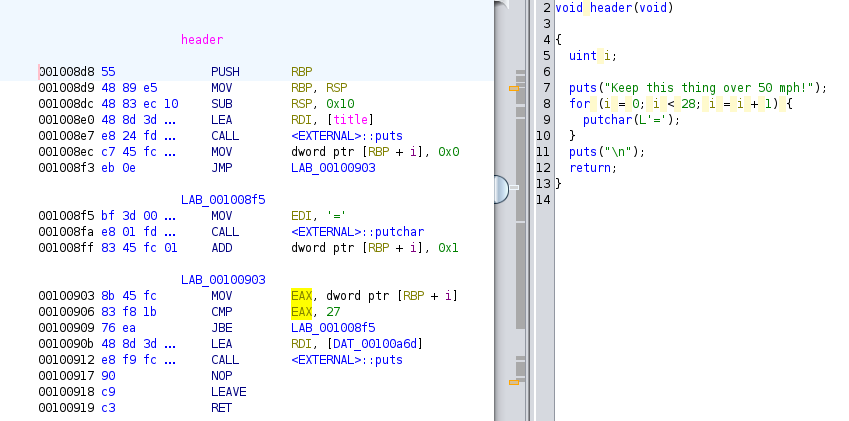 header
001008d8 55 PUSH RBP
001008d9 48 89 e5 MOV RBP, RSP
001008dc 48 83 ec 10 SUB RSP, 0x10
001008e0 48 8d 3d ... LEA RDI, [title]
001008e7 e8 24 fd ... CALL <EXTERNAL>::puts
001008ec c7 45 fc ... MOV dword ptr [RBP + i], 0x0
001008f3 eb 0e JMP LAB_00100903
LAB_001008f5
001008f5 bf 3d 00 ... MOV EDI, '='
001008fa e8 01 fd ... CALL <EXTERNAL>::putchar
001008ff 83 45 fc 01 ADD dword ptr [RBP + i], 0x1
LAB_00100903
00100903 8b 45 fc MOV EAX, dword ptr [RBP + i]
00100906 83 f8 1b CMP EAX, 27
00100909 76 ea JBE LAB_001008f5
0010090b 48 8d 3d ... LEA RDI, [DAT_00100a6d]
00100912 e8 f9 fc ... CALL <EXTERNAL>::puts
00100917 90 NOP
00100918 c9 LEAVE
00100919 c3 RET
2 void header(void)
3
4 {
5 uint i;
6
7 puts("Keep this thing over 50 mph!");
8 for (i = 0; i < 28; i = i + 1) {
9 putchar(L'=');
10 }
11 puts("\n");
12 return;
13 }
14